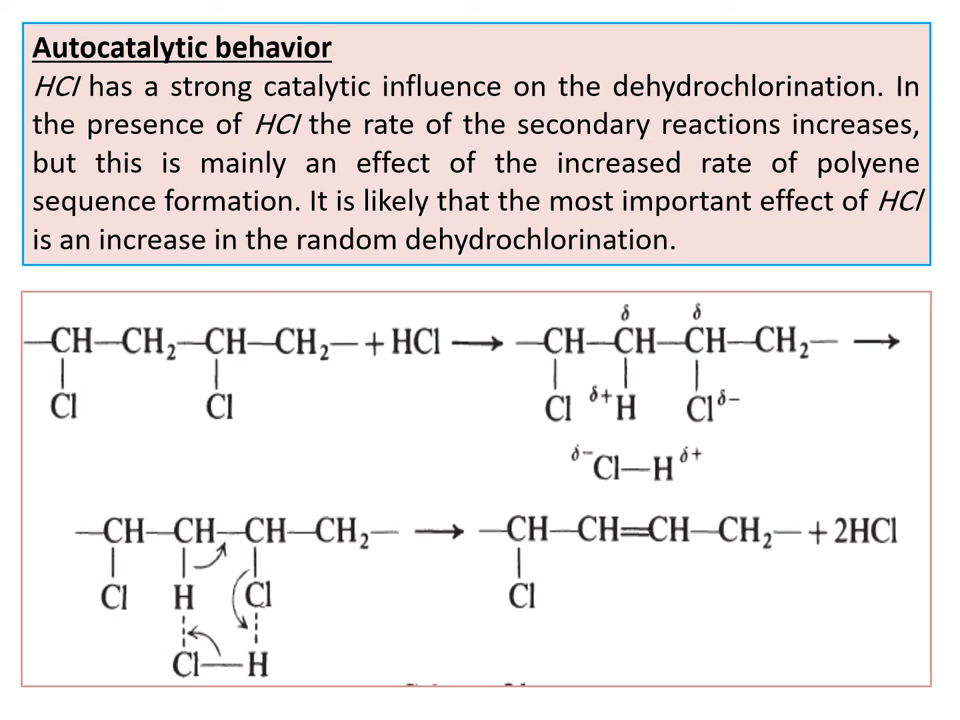 Autocatalytic behavior
HCl has a strong catalytic influence on the dehydrochlorination. In
the presence of HCl the rate of the secondary reactions increases,
but this is mainly an effect of the increased rate of polyene
sequence formation. It is likely that the most important effect of HCl
is an increase in the random dehydrochlorination.
δ δ
—CH—CH₂—CH—CH₂— + HCl ⟶ —CH—CH—CH—CH₂— ⟶
Cl Cl Cl δ+H Clδ−
δ−Cl—Hδ+
—CH—CH—CH—CH₂— ⟶ —CH—CH=CH—CH₂— + 2HCl
Cl H Cl Cl
Cl—H